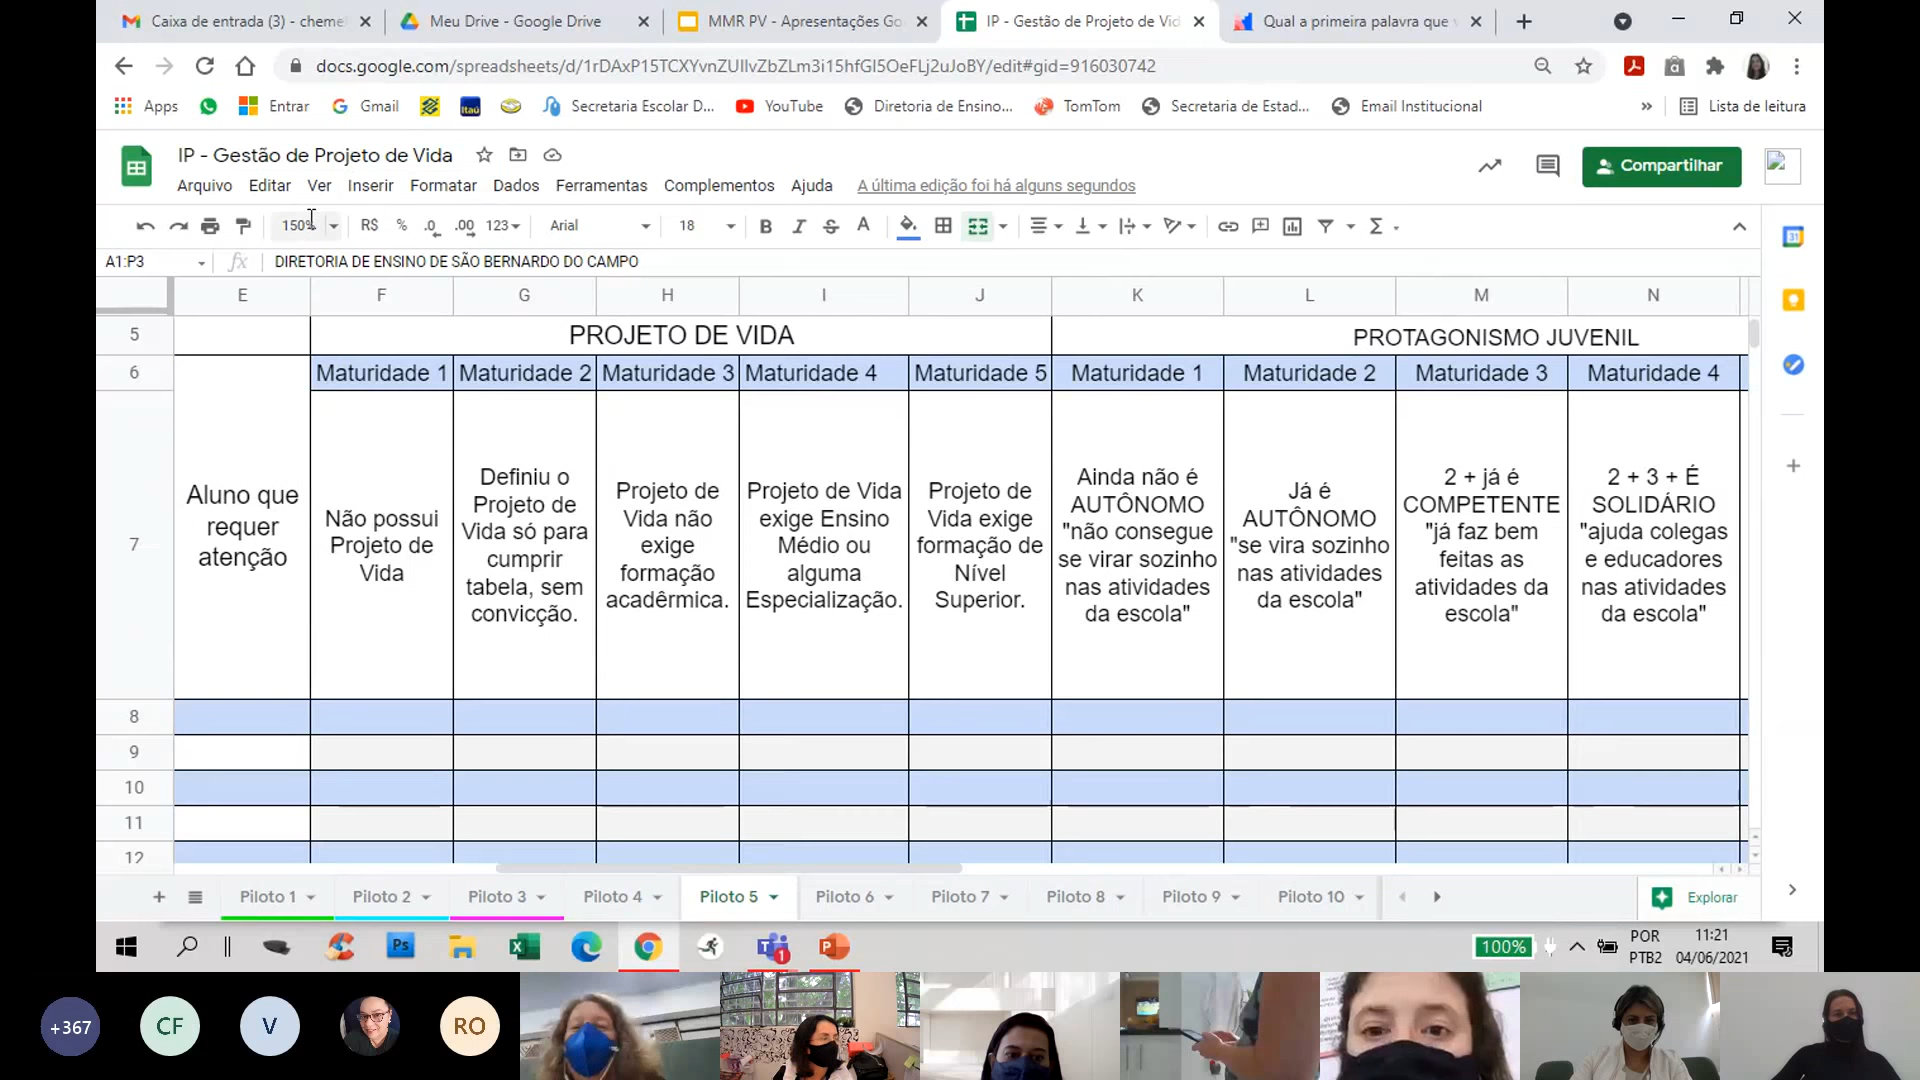 Caixa de entrada (3) - cheme
Meu Drive - Google Drive
MMR PV - Apresentações Go
IP - Gestão de Projeto de Vid
Qual a primeira palavra que v
docs.google.com/spreadsheets/d/1rDAxP15TCXYvnZUIlvZbZLm3i15hfGl5OeFLj2uJoBY/edit#gid=916030742
Apps
Entrar
Gmail
Itaú
Secretaria Escolar D...
YouTube
Diretoria de Ensino...
TomTom
Secretaria de Estad...
Email Institucional
»
Lista de leitura
IP - Gestão de Projeto de Vida
Arquivo Editar Ver Inserir Formatar Dados Ferramentas Complementos Ajuda
A última edição foi há alguns segundos
Compartilhar
150% R$ % .0 .00 123 Arial 18 B I S A Σ
31
A1:P3 fx DIRETORIA DE ENSINO DE SÃO BERNARDO DO CAMPO
E F G H I J K L M N
5 PROJETO DE VIDA PROTAGONISMO JUVENIL
6 Maturidade 1 Maturidade 2 Maturidade 3 Maturidade 4 Maturidade 5 Maturidade 1 Maturidade 2 Maturidade 3 Maturidade 4
7
Aluno que
requer
atenção
Não possui
Projeto de
Vida
Definiu o
Projeto de
Vida só para
cumprir
tabela, sem
convicção.
Projeto de
Vida não
exige
formação
acadêrmica.
Projeto de Vida
exige Ensino
Médio ou
alguma
Especialização.
Projeto de
Vida exige
formação de
Nível
Superior.
Ainda não é
AUTÔNOMO
"não consegue
se virar sozinho
nas atividades
da escola"
Já é
AUTÔNOMO
"se vira sozinho
nas atividades
da escola"
2 + já é
COMPETENTE
"já faz bem
feitas as
atividades da
escola"
2 + 3 + É
SOLIDÁRIO
"ajuda colegas
e educadores
nas atividades
da escola"
8
9
10
11
12
Piloto 1 Piloto 2 Piloto 3 Piloto 4 Piloto 5 Piloto 6 Piloto 7 Piloto 8 Piloto 9 Piloto 10
Explorar
Ps
1
100%
POR
PTB2
11:21
04/06/2021
+367
CF
V
RO